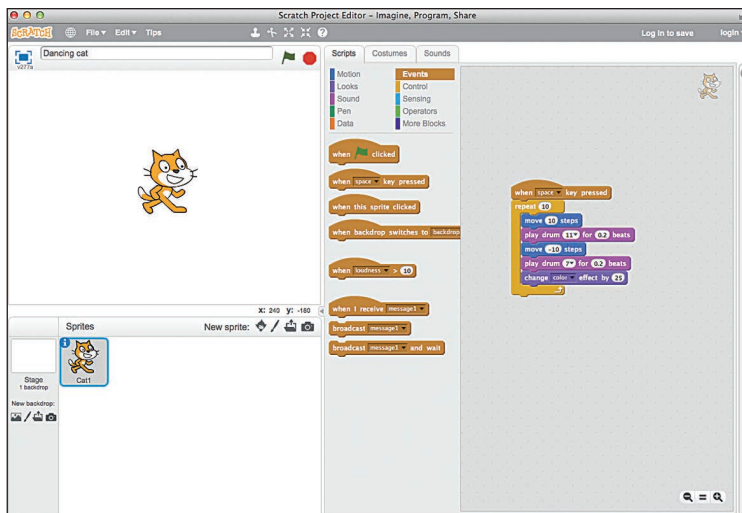 Scratch Project Editor - Imagine, Program, Share
SCRATCH File Edit Tips Log in to save login
Dancing cat
v277a
X: 240 y: -180
Sprites New sprite:
Stage
1 backdrop
New backdrop:
Cat1
Scripts Costumes Sounds
Motion Events
Looks Control
Sound Sensing
Pen Operators
Data More Blocks
when clicked
when space key pressed
when this sprite clicked
when backdrop switches to backdrop
when loudness > 10
when I receive message1
broadcast message1
broadcast message1 and wait
when space key pressed
repeat 10
move 10 steps
play drum 11 for 0.2 beats
move -10 steps
play drum 7 for 0.2 beats
change color effect by 25